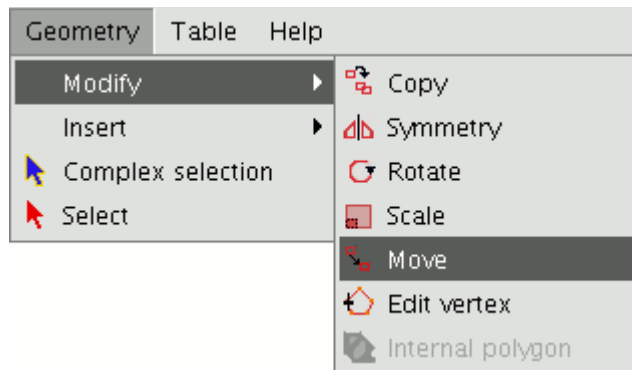 Geometry Table Help
Modify
Insert
Complex selection
Select
Copy
Symmetry
Rotate
Scale
Move
Edit vertex
Internal polygon